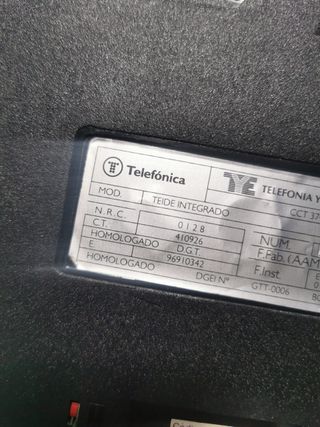 Telefónica TYE TELEFONIA Y
MOD. TEIDE INTEGRADO CCT 37
N.R.C. 0128 NUM.
C.T. 410926 F.Fab.(AAM
HOMOLOGADO D G T F.Inst.
E. 96910342
HOMOLOGADO DGEI Nº GTT-0006